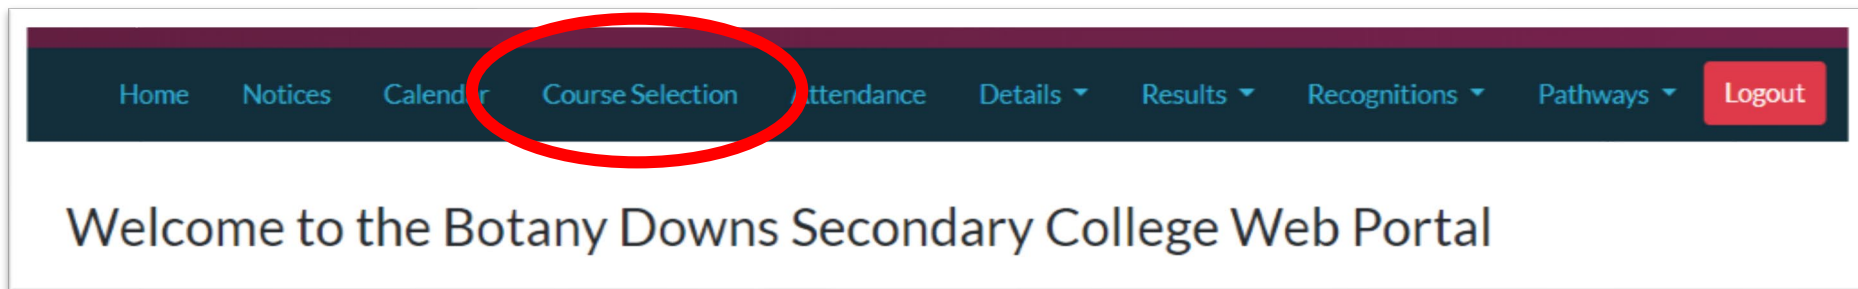 Home Notices Calendar Course Selection Attendance Details Results Recognitions Pathways Logout
Welcome to the Botany Downs Secondary College Web Portal